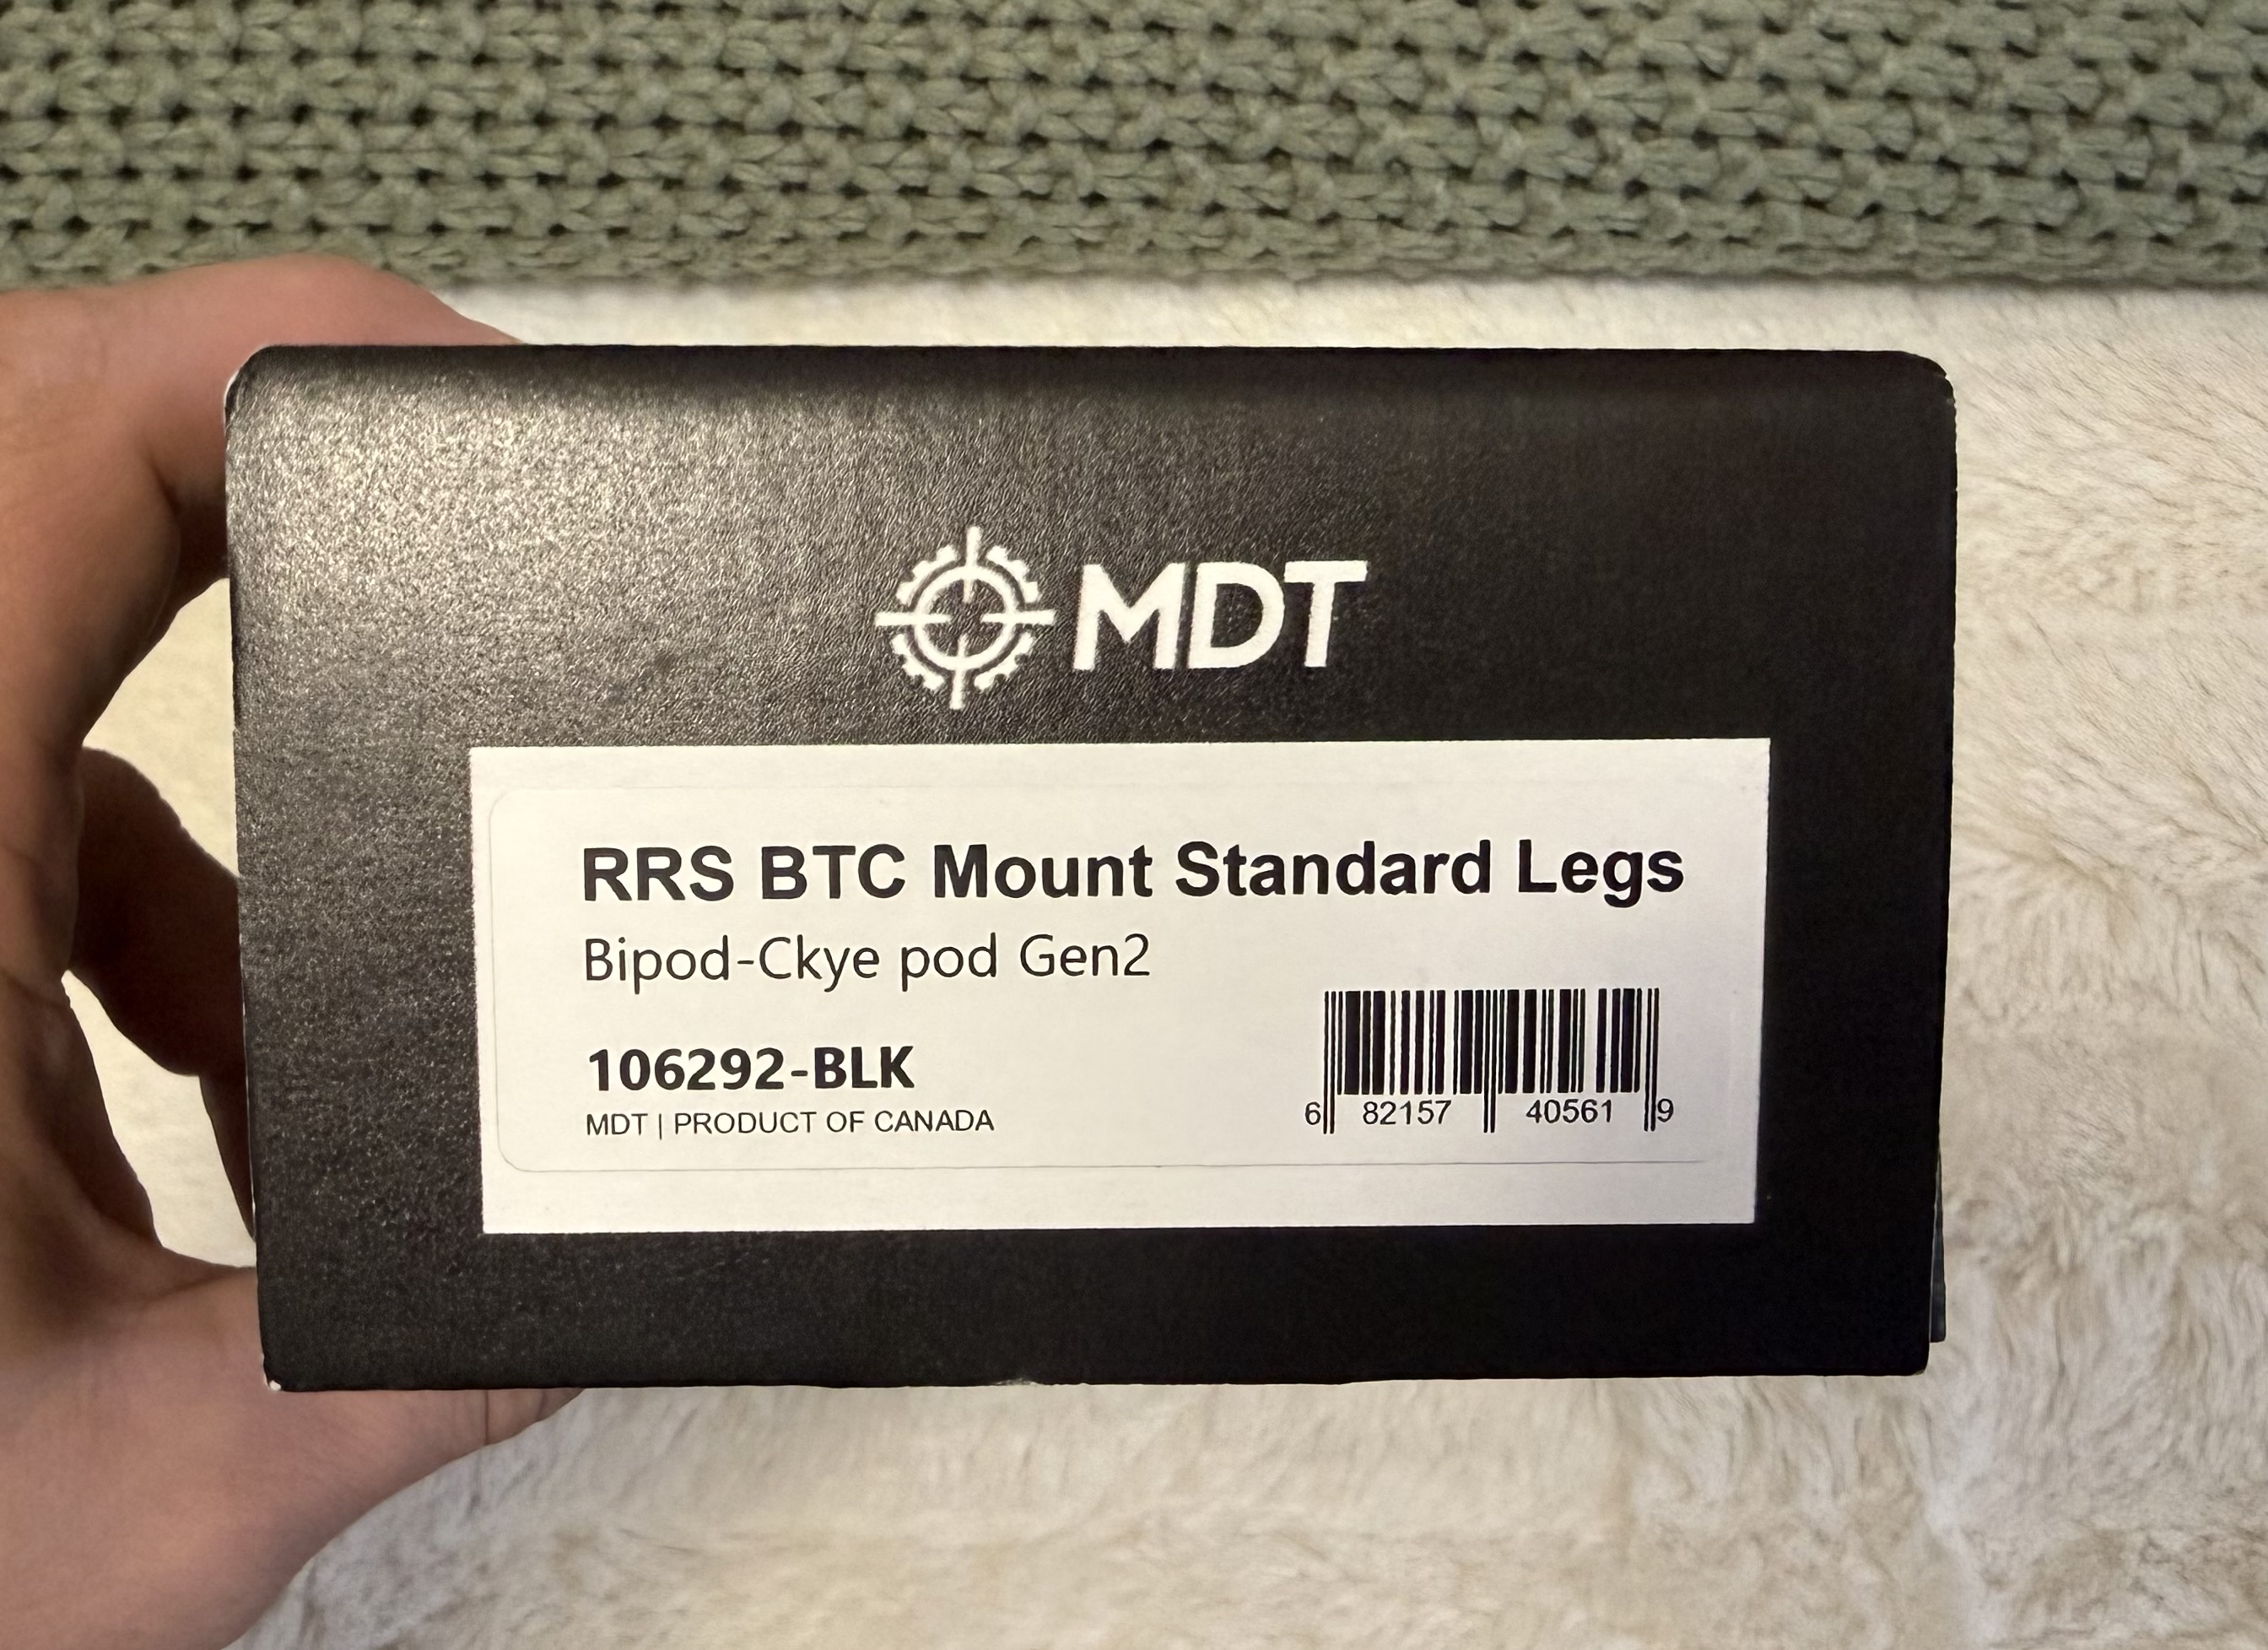 MDT
RRS BTC Mount Standard Legs
Bipod-Ckye pod Gen2
106292-BLK
MDT | PRODUCT OF CANADA
6 82157 40561 9